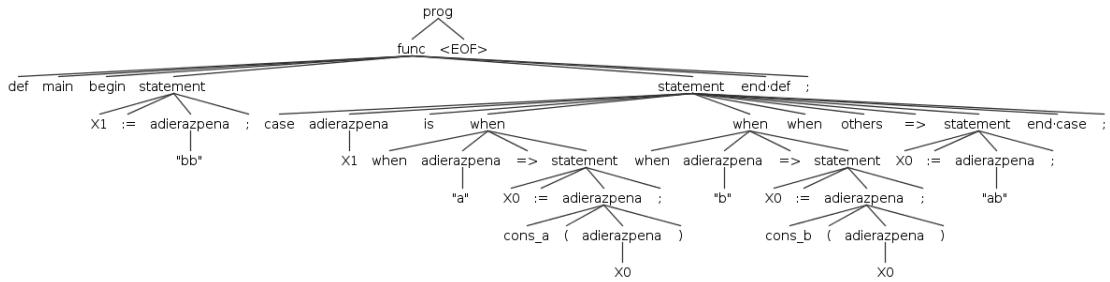 prog
func <EOF>
def main begin statement statement end·def ;
X1 := adierazpena ; case adierazpena is when when when others => statement end·case ;
"bb" X1 when adierazpena => statement when adierazpena => statement X0 := adierazpena ;
"a" X0 := adierazpena ; "b" X0 := adierazpena ; "ab"
cons_a ( adierazpena ) cons_b ( adierazpena )
X0 X0